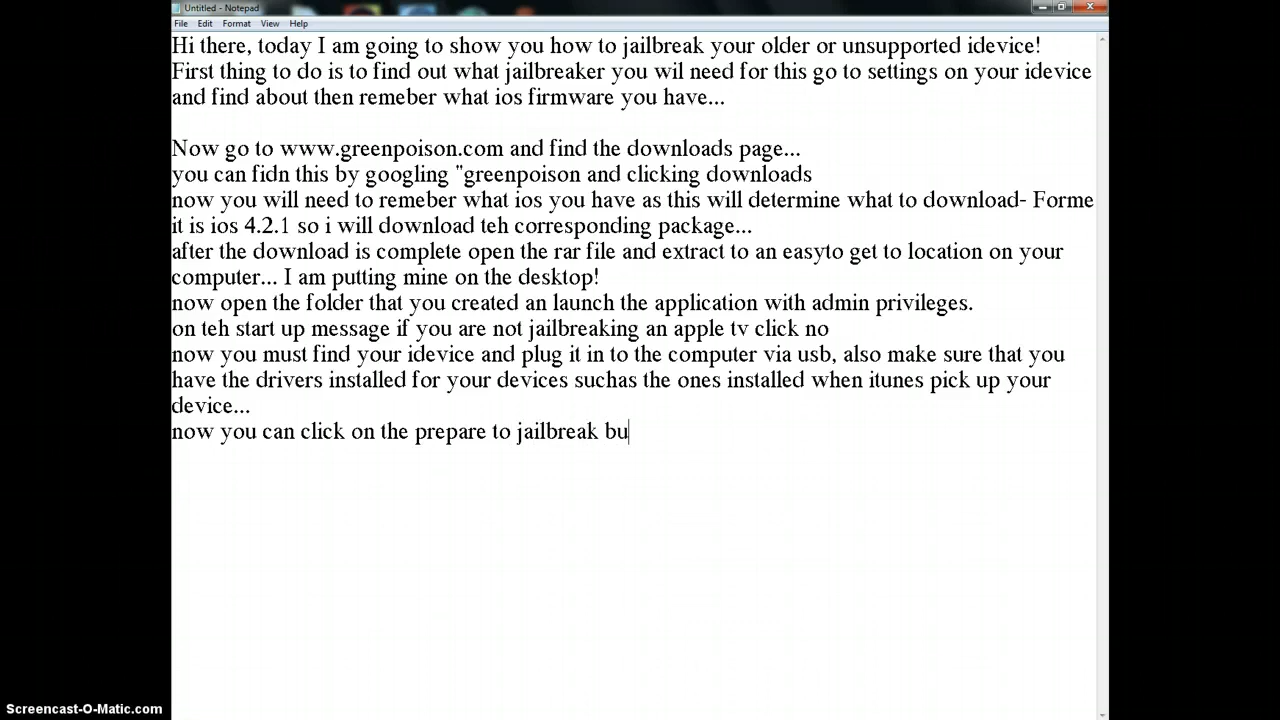 Untitled - Notepad
File Edit Format View Help
Hi there, today I am going to show you how to jailbreak your older or unsupported idevice!
First thing to do is to find out what jailbreaker you wil need for this go to settings on your idevice
and find about then remeber what ios firmware you have...
Now go to www.greenpoison.com and find the downloads page...
you can fidn this by googling "greenpoison and clicking downloads
now you will need to remeber what ios you have as this will determine what to download- Forme
it is ios 4.2.1 so i will download teh corresponding package...
after the download is complete open the rar file and extract to an easyto get to location on your
computer... I am putting mine on the desktop!
now open the folder that you created an launch the application with admin privileges.
on teh start up message if you are not jailbreaking an apple tv click no
now you must find your idevice and plug it in to the computer via usb, also make sure that you
have the drivers installed for your devices suchas the ones installed when itunes pick up your
device...
now you can click on the prepare to jailbreak bu
Screencast-O-Matic.com